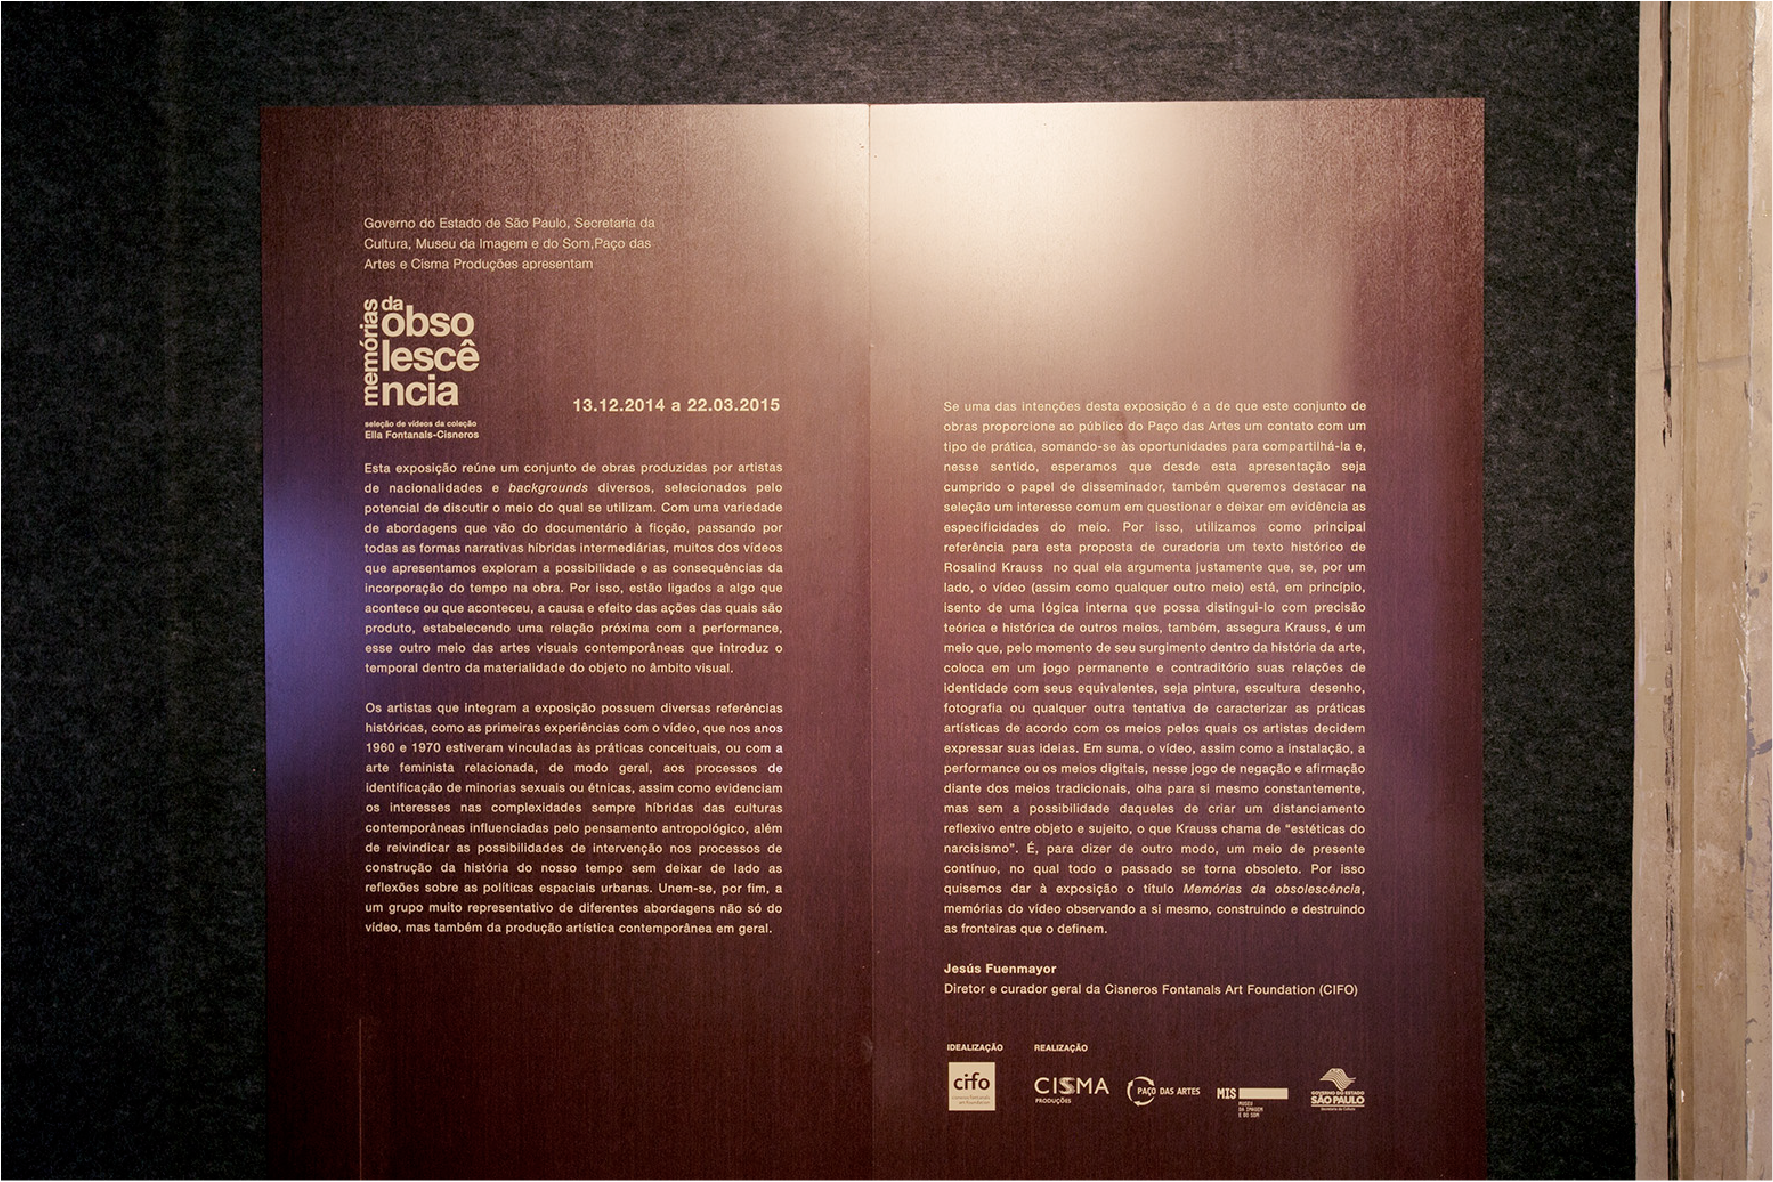 Governo do Estado de São Paulo, Secretaria da
Cultura, Museu da Imagem e do Som,Paço das
Artes e Cisma Produções apresentam
memórias
da
obso
lescê
ncia
seleção de vídeos da coleção
Ella Fontanals-Cisneros
13.12.2014 a 22.03.2015
Esta exposição reúne um conjunto de obras produzidas por artistas
de nacionalidades e backgrounds diversos, selecionados pelo
potencial de discutir o meio do qual se utilizam. Com uma variedade
de abordagens que vão do documentário à ficção, passando por
todas as formas narrativas híbridas intermediárias, muitos dos vídeos
que apresentamos exploram a possibilidade e as consequências da
incorporação do tempo na obra. Por isso, estão ligados a algo que
acontece ou que aconteceu, a causa e efeito das ações das quais são
produto, estabelecendo uma relação próxima com a performance,
esse outro meio das artes visuais contemporâneas que introduz o
temporal dentro da materialidade do objeto no âmbito visual.
Os artistas que integram a exposição possuem diversas referências
históricas, como as primeiras experiências com o vídeo, que nos anos
1960 e 1970 estiveram vinculadas às práticas conceituais, ou com a
arte feminista relacionada, de modo geral, aos processos de
identificação de minorias sexuais ou étnicas, assim como evidenciam
os interesses nas complexidades sempre híbridas das culturas
contemporâneas influenciadas pelo pensamento antropológico, além
de reivindicar as possibilidades de intervenção nos processos de
construção da história do nosso tempo sem deixar de lado as
reflexões sobre as políticas espaciais urbanas. Unem-se, por fim, a
um grupo muito representativo de diferentes abordagens não só do
vídeo, mas também da produção artística contemporânea em geral.
Se uma das intenções desta exposição é a de que este conjunto de
obras proporcione ao público do Paço das Artes um contato com um
tipo de prática, somando-se às oportunidades para compartilhá-la e,
nesse sentido, esperamos que desde esta apresentação seja
cumprido o papel de disseminador, também queremos destacar na
seleção um interesse comum em questionar e deixar em evidência as
especificidades do meio. Por isso, utilizamos como principal
referência para esta proposta de curadoria um texto histórico de
Rosalind Krauss no qual ela argumenta justamente que, se, por um
lado, o vídeo (assim como qualquer outro meio) está, em princípio,
isento de uma lógica interna que possa distingui-lo com precisão
teórica e histórica de outros meios, também, assegura Krauss, é um
meio que, pelo momento de seu surgimento dentro da história da arte,
coloca em um jogo permanente e contraditório suas relações de
identidade com seus equivalentes, seja pintura, escultura desenho,
fotografia ou qualquer outra tentativa de caracterizar as práticas
artísticas de acordo com os meios pelos quais os artistas decidem
expressar suas ideias. Em suma, o vídeo, assim como a instalação, a
performance ou os meios digitais, nesse jogo de negação e afirmação
diante dos meios tradicionais, olha para si mesmo constantemente,
mas sem a possibilidade daqueles de criar um distanciamento
reflexivo entre objeto e sujeito, o que Krauss chama de “estéticas do
narcisismo”. É, para dizer de outro modo, um meio de presente
contínuo, no qual todo o passado se torna obsoleto. Por isso
quisemos dar à exposição o título Memórias da obsolescência,
memórias do vídeo observando a si mesmo, construindo e destruindo
as fronteiras que o definem.
Jesús Fuenmayor
Diretor e curador geral da Cisneros Fontanals Art Foundation (CIFO)
IDEALIZAÇÃO
REALIZAÇÃO
cifo
cisneros fontanals
art foundation
CISMA
PRODUÇÕES
PAÇO DAS ARTES
MIS
MUSEU
DA IMAGEM
E DO SOM
GOVERNO DO ESTADO
SÃO PAULO
Secretaria da Cultura